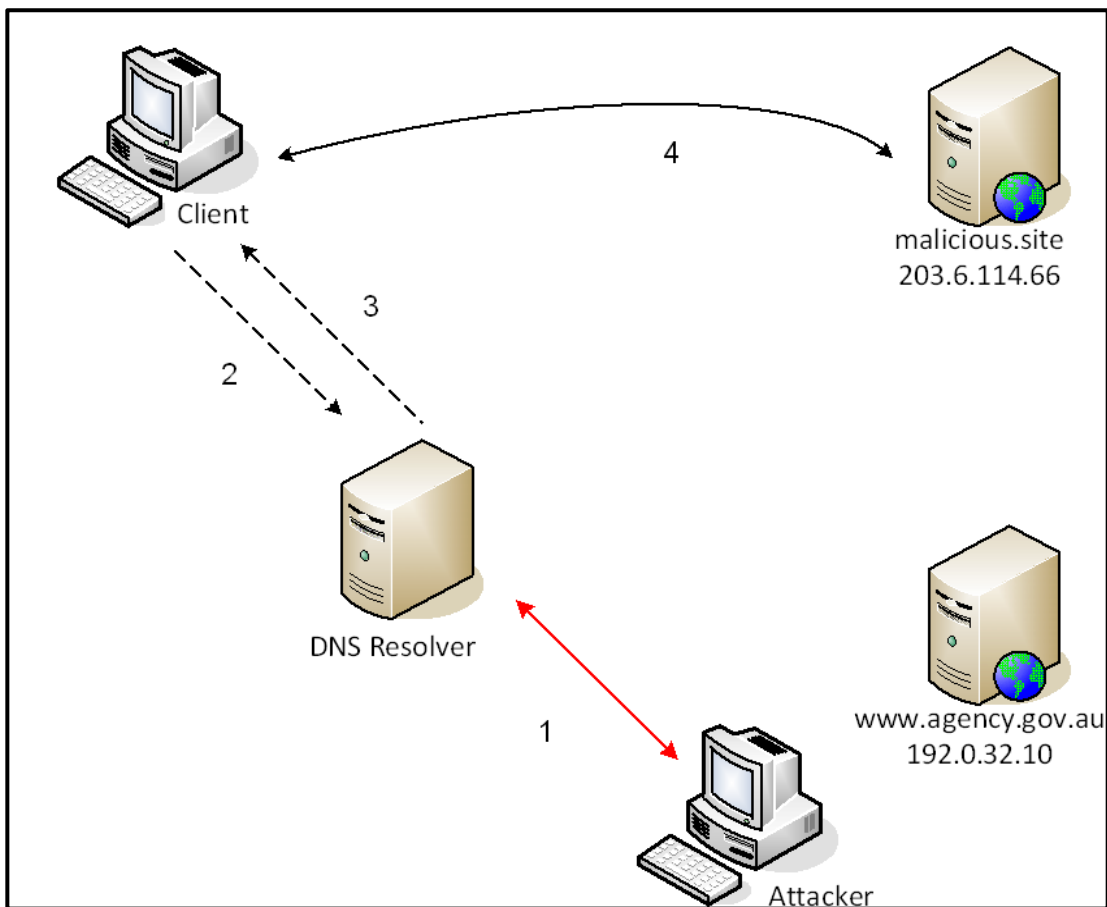 4
Client
malicious.site
203.6.114.66
3
2
DNS Resolver
1
www.agency.gov.au
192.0.32.10
Attacker